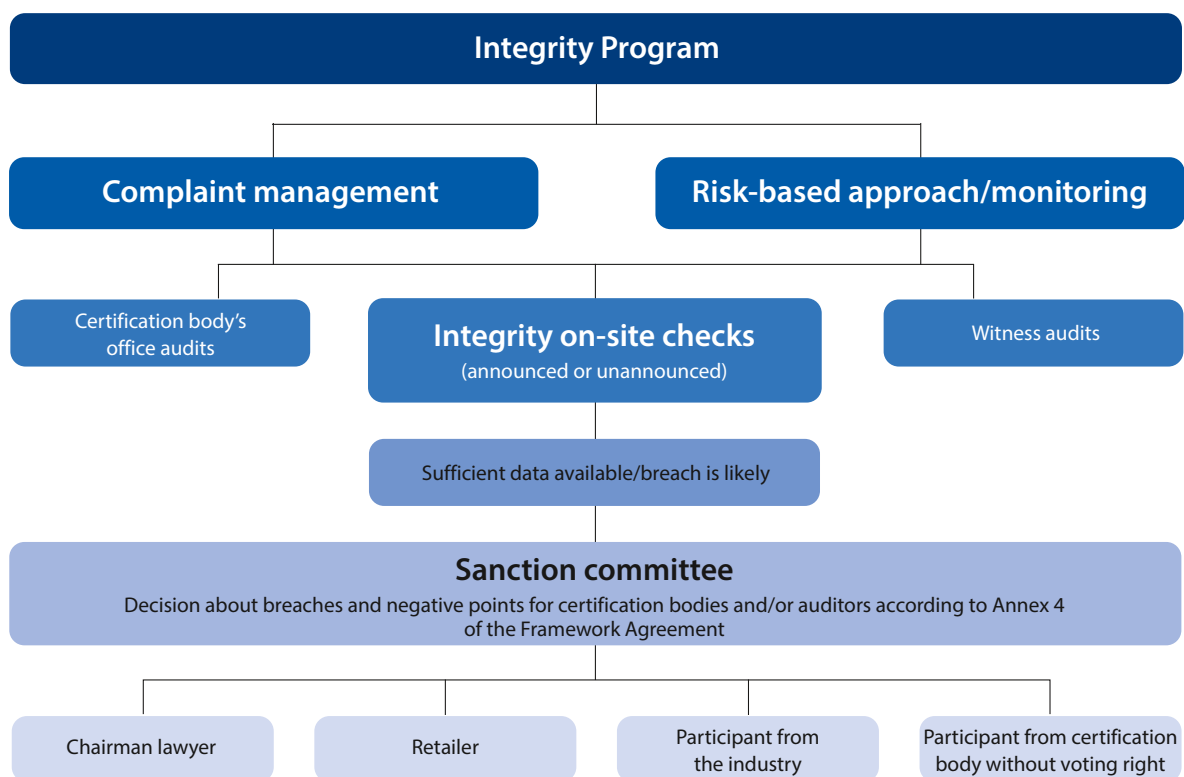 Integrity Program
Complaint management
Risk-based approach/monitoring
Certification body's
office audits
Integrity on-site checks
(announced or unannounced)
Witness audits
Sufficient data available/breach is likely
Sanction committee
Decision about breaches and negative points for certification bodies and/or auditors according to Annex 4
of the Framework Agreement
Chairman lawyer
Retailer
Participant from
the industry
Participant from certification
body without voting right